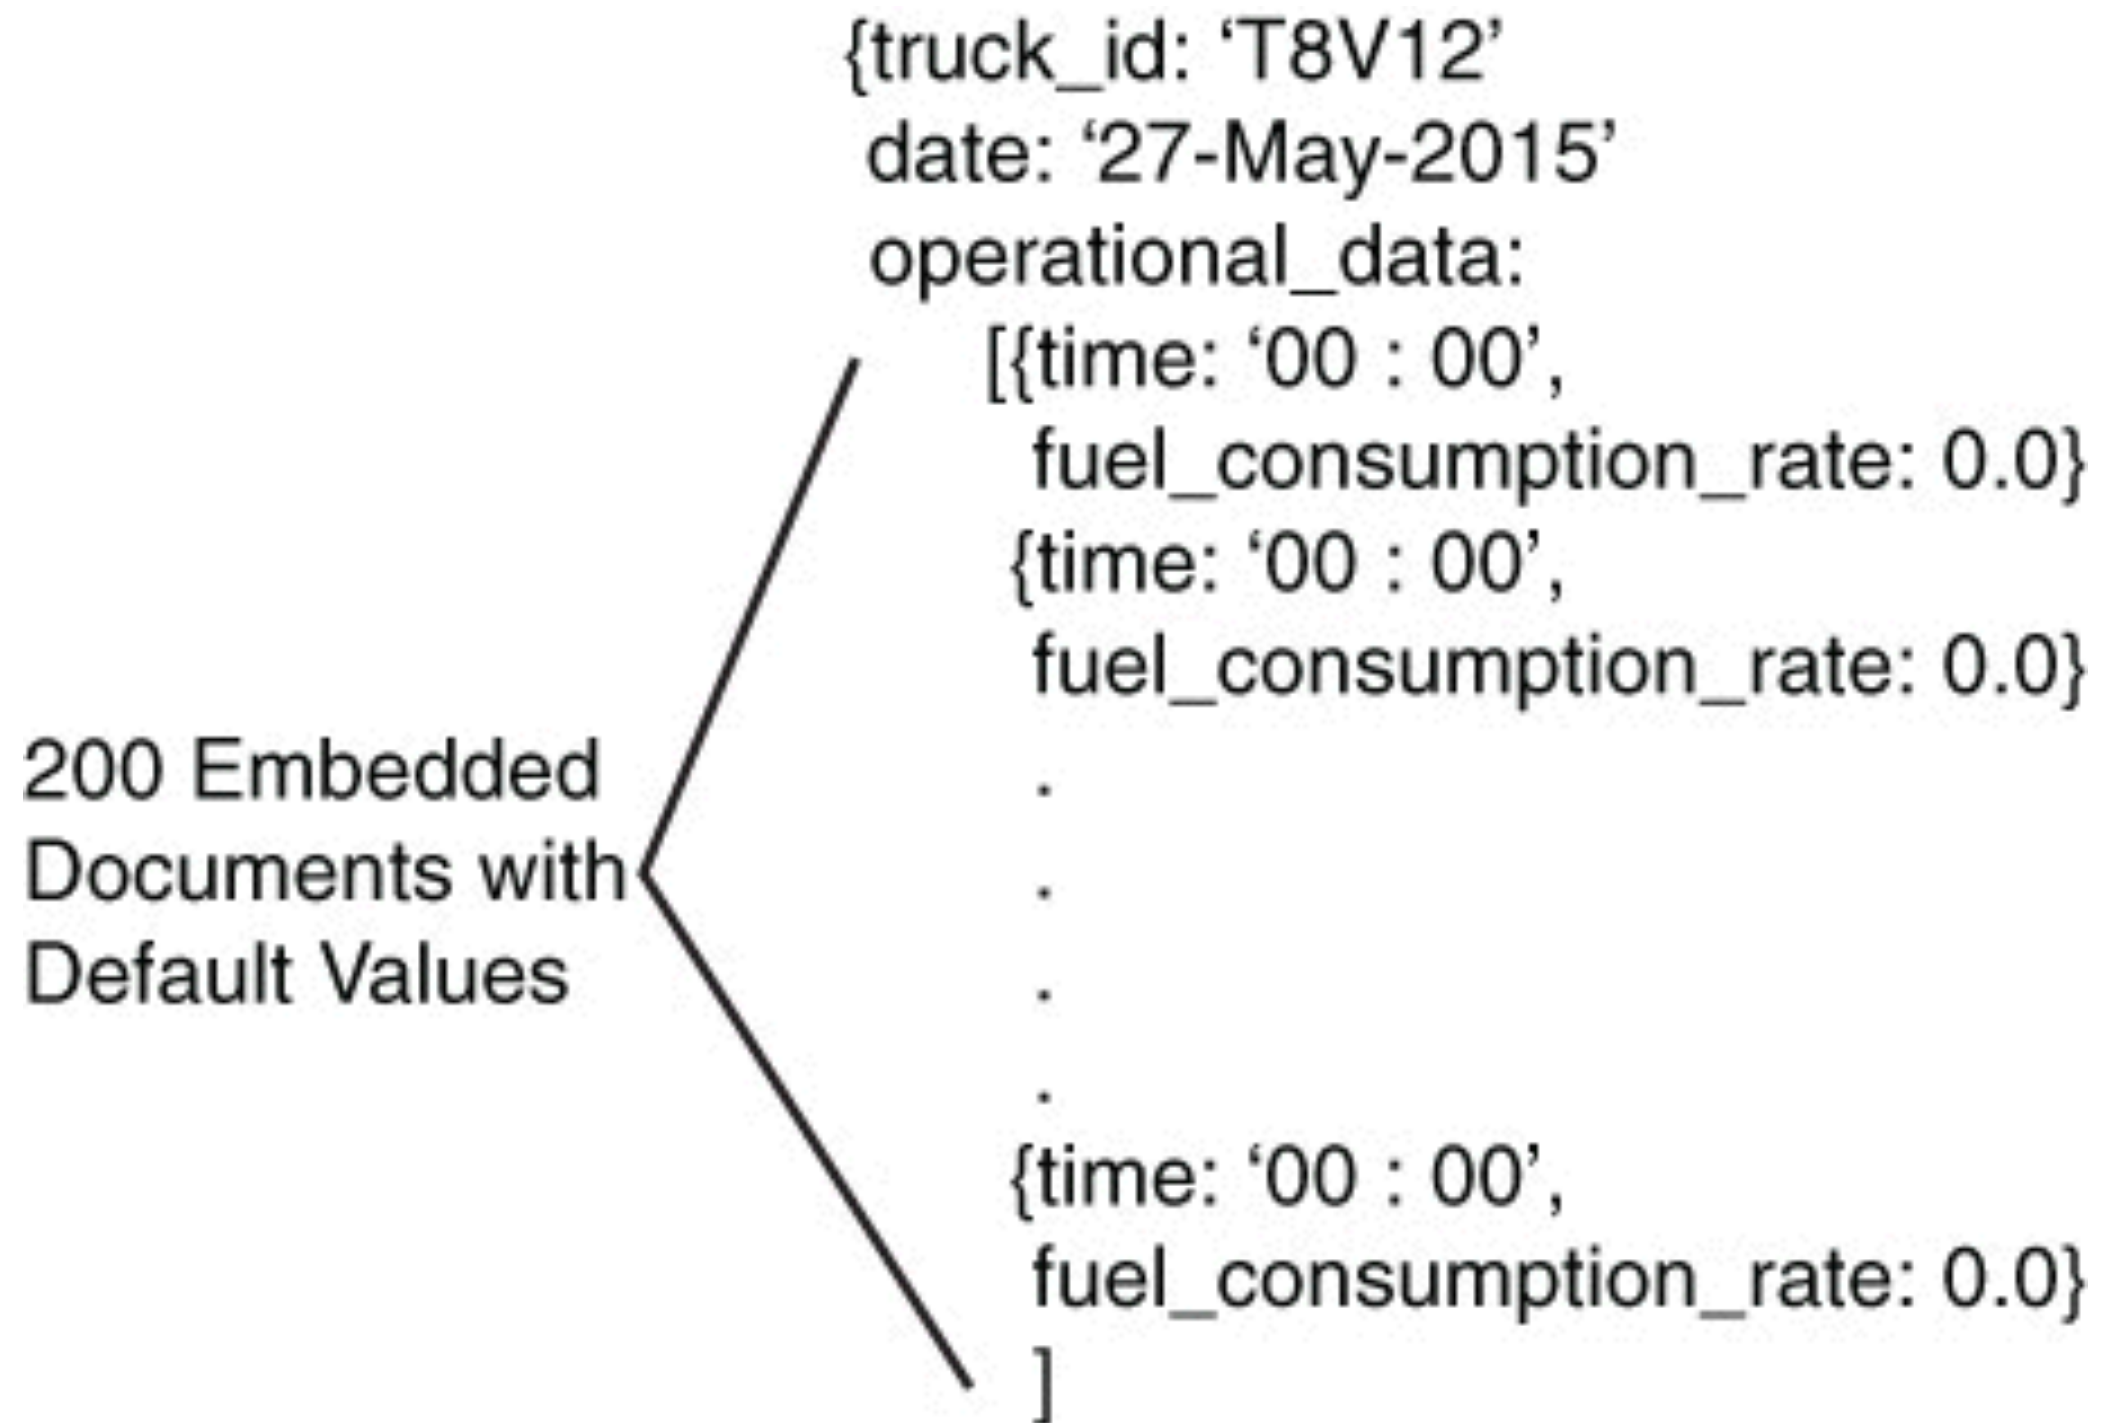 {truck_id: ‘T8V12’
date: ‘27-May-2015’
operational_data:
[{time: ‘00 : 00’,
fuel_consumption_rate: 0.0}
{time: ‘00 : 00’,
fuel_consumption_rate: 0.0}
.
.
.
.
{time: ‘00 : 00’,
fuel_consumption_rate: 0.0}
]
200 Embedded
Documents with
Default Values